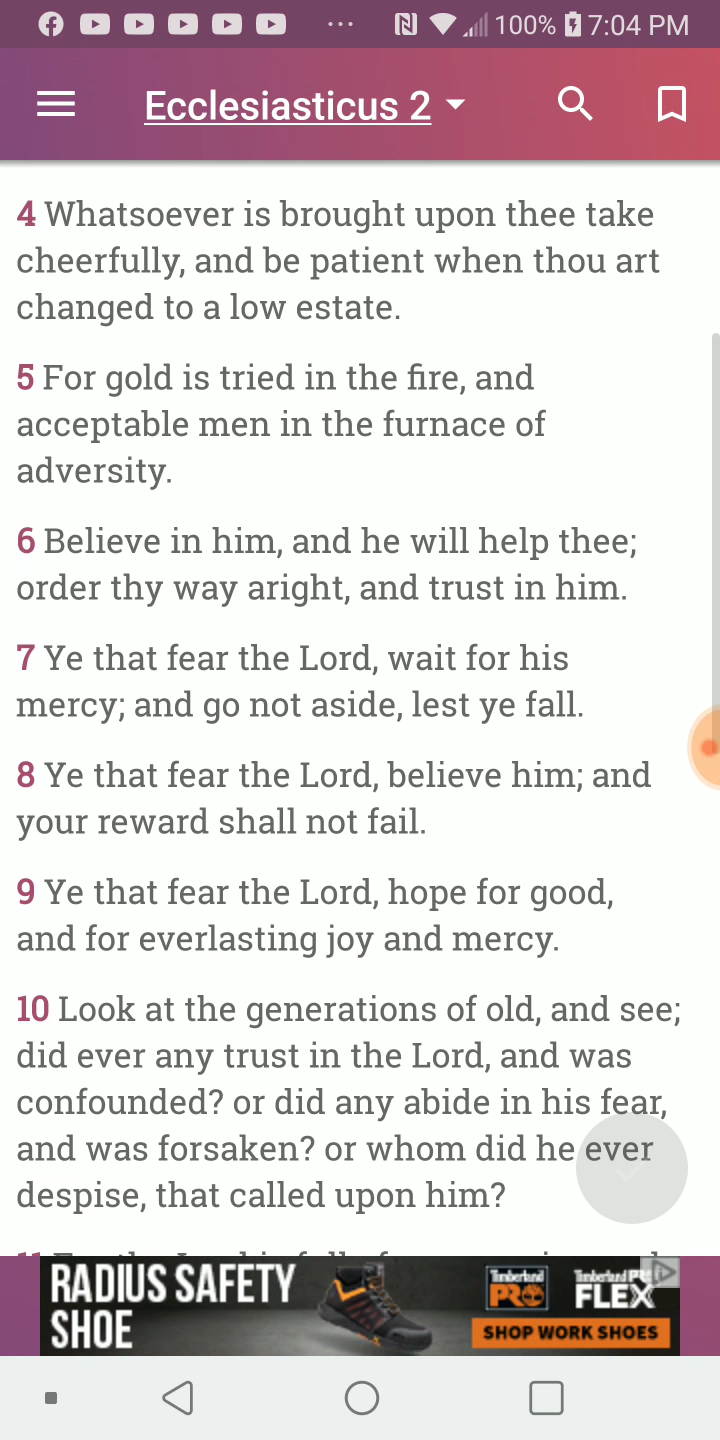 100% 7:04 PM
Ecclesiasticus 2
4 Whatsoever is brought upon thee take
cheerfully, and be patient when thou art
changed to a low estate.
5 For gold is tried in the fire, and
acceptable men in the furnace of
adversity.
6 Believe in him, and he will help thee;
order thy way aright, and trust in him.
7 Ye that fear the Lord, wait for his
mercy; and go not aside, lest ye fall.
8 Ye that fear the Lord, believe him; and
your reward shall not fail.
9 Ye that fear the Lord, hope for good,
and for everlasting joy and mercy.
10 Look at the generations of old, and see;
did ever any trust in the Lord, and was
confounded? or did any abide in his fear,
and was forsaken? or whom did he ever
despise, that called upon him?
RADIUS SAFETY
SHOE
Timberland
PRO
Timberland
FLEX
SHOP WORK SHOES